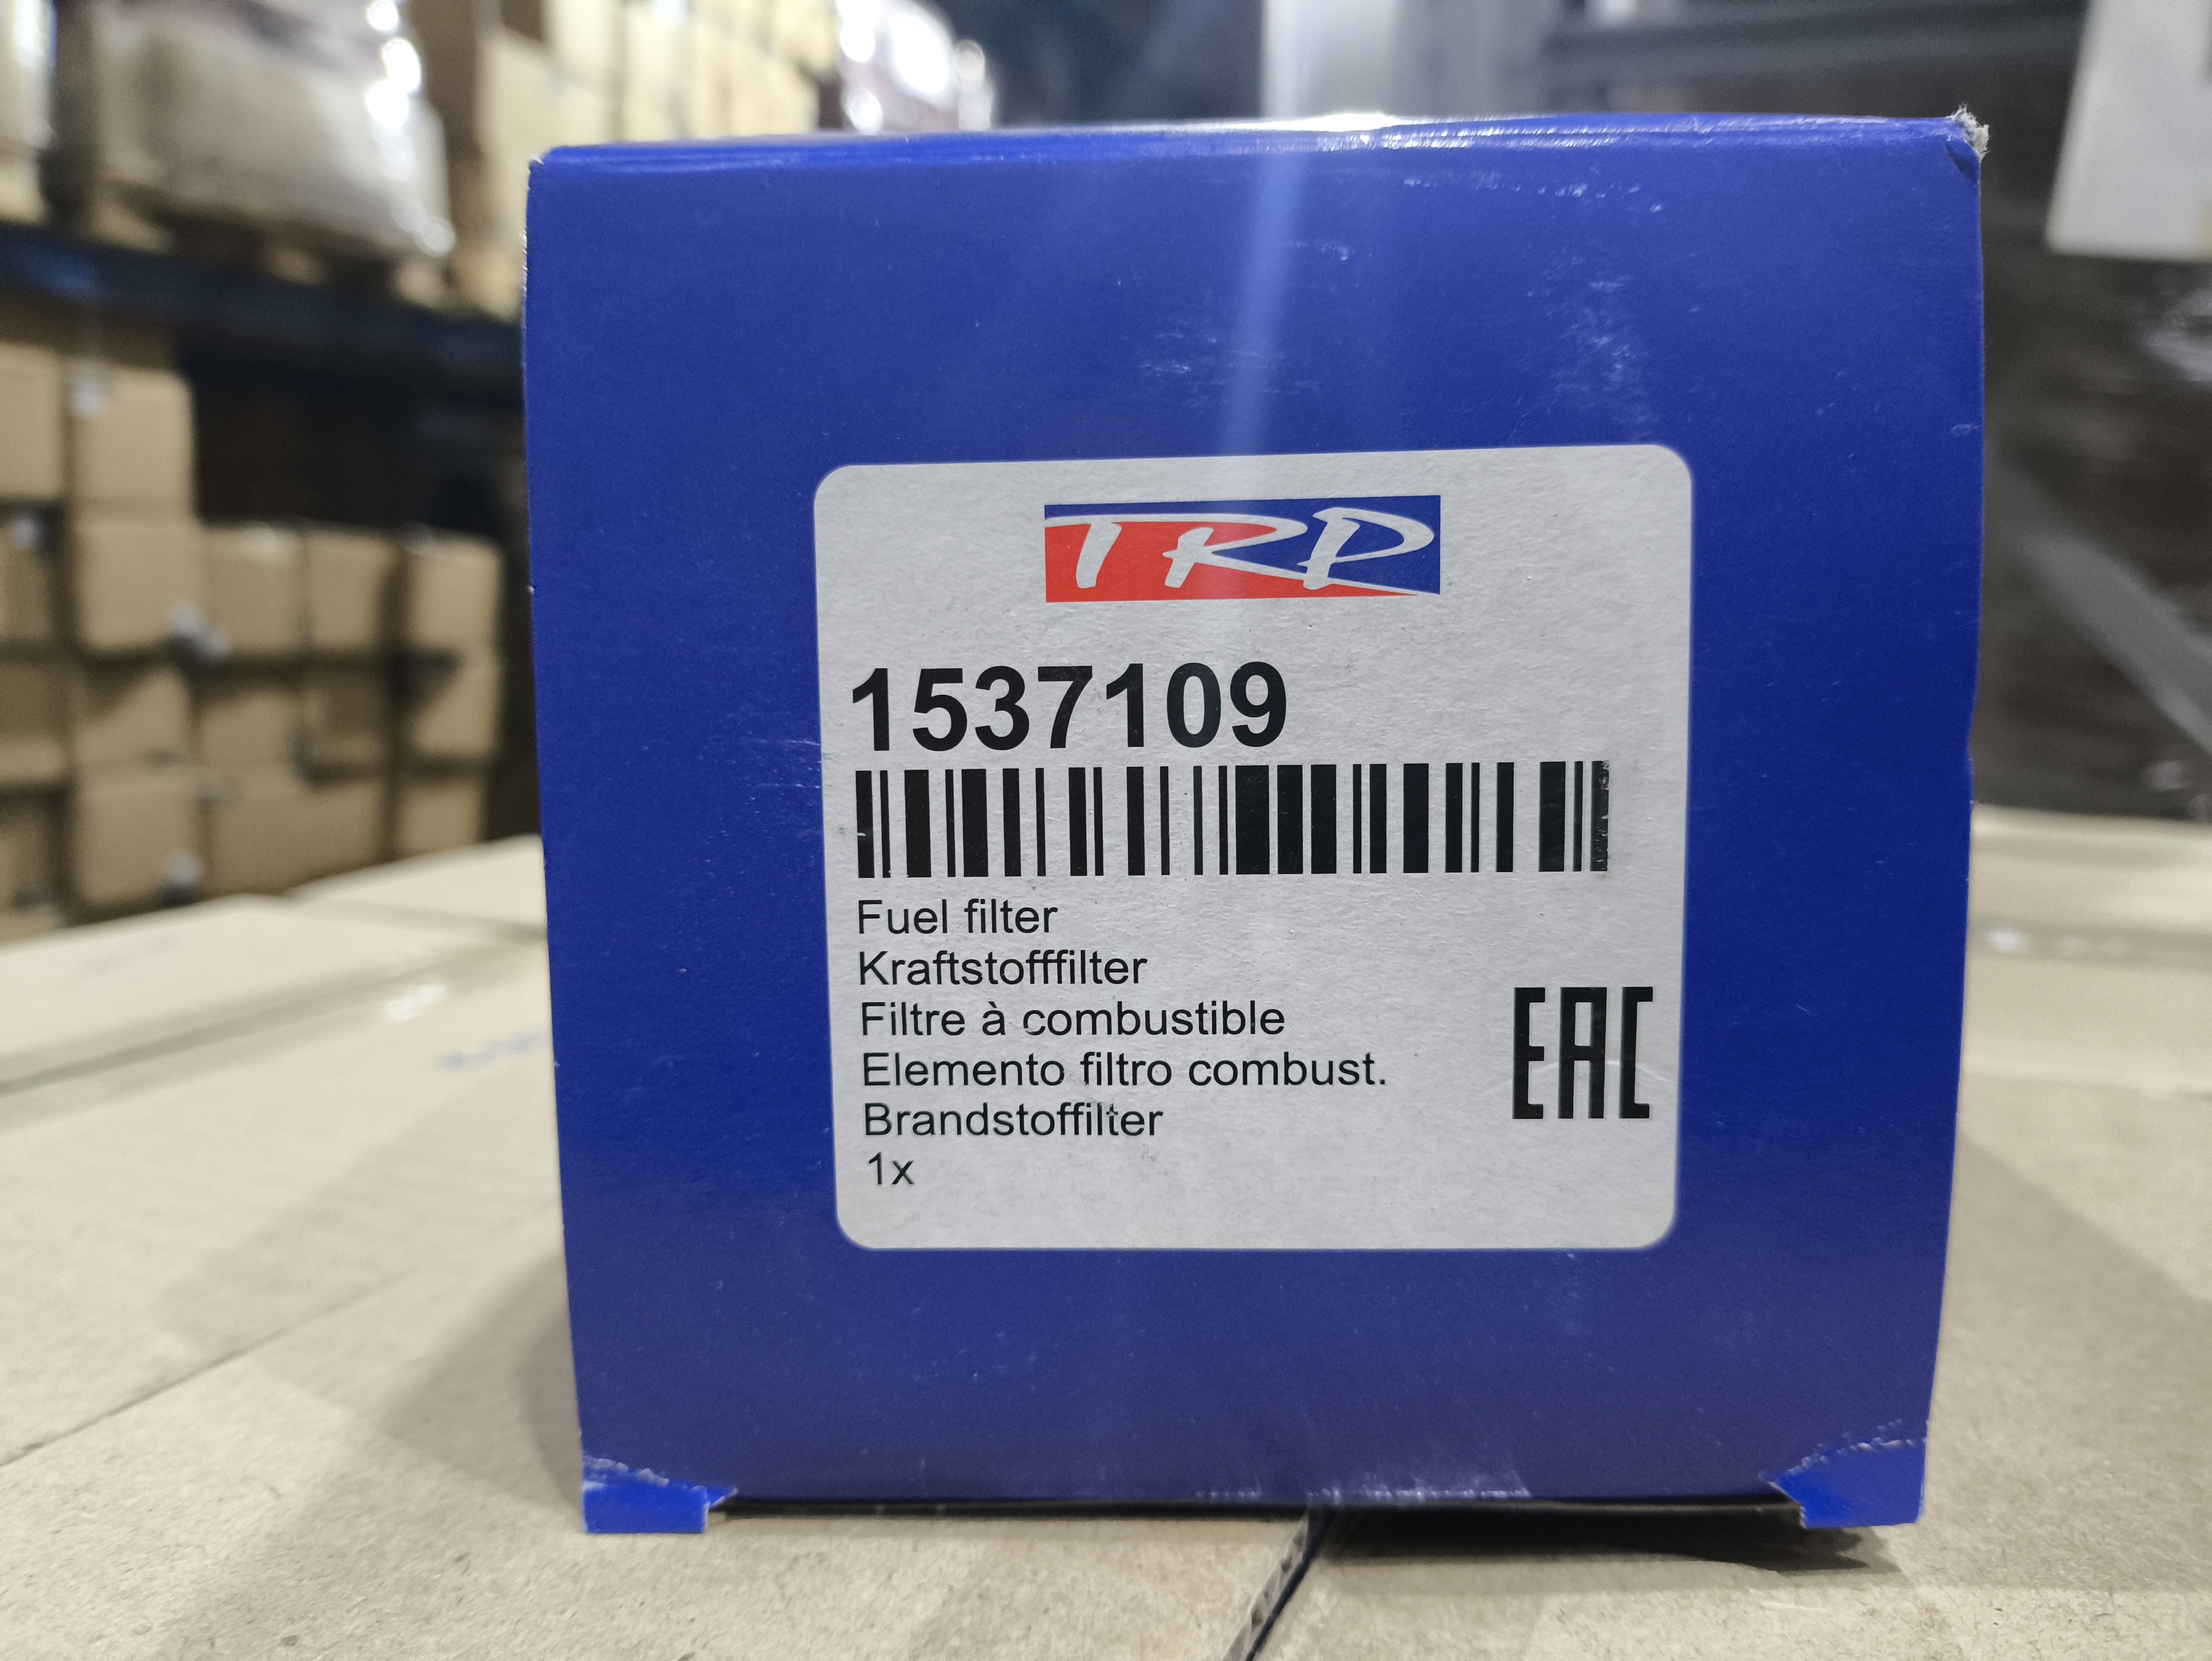 TRP
1537109
Fuel filter
Kraftstofffilter
Filtre à combustible
Elemento filtro combust.
Brandstoffilter
1x
EAC